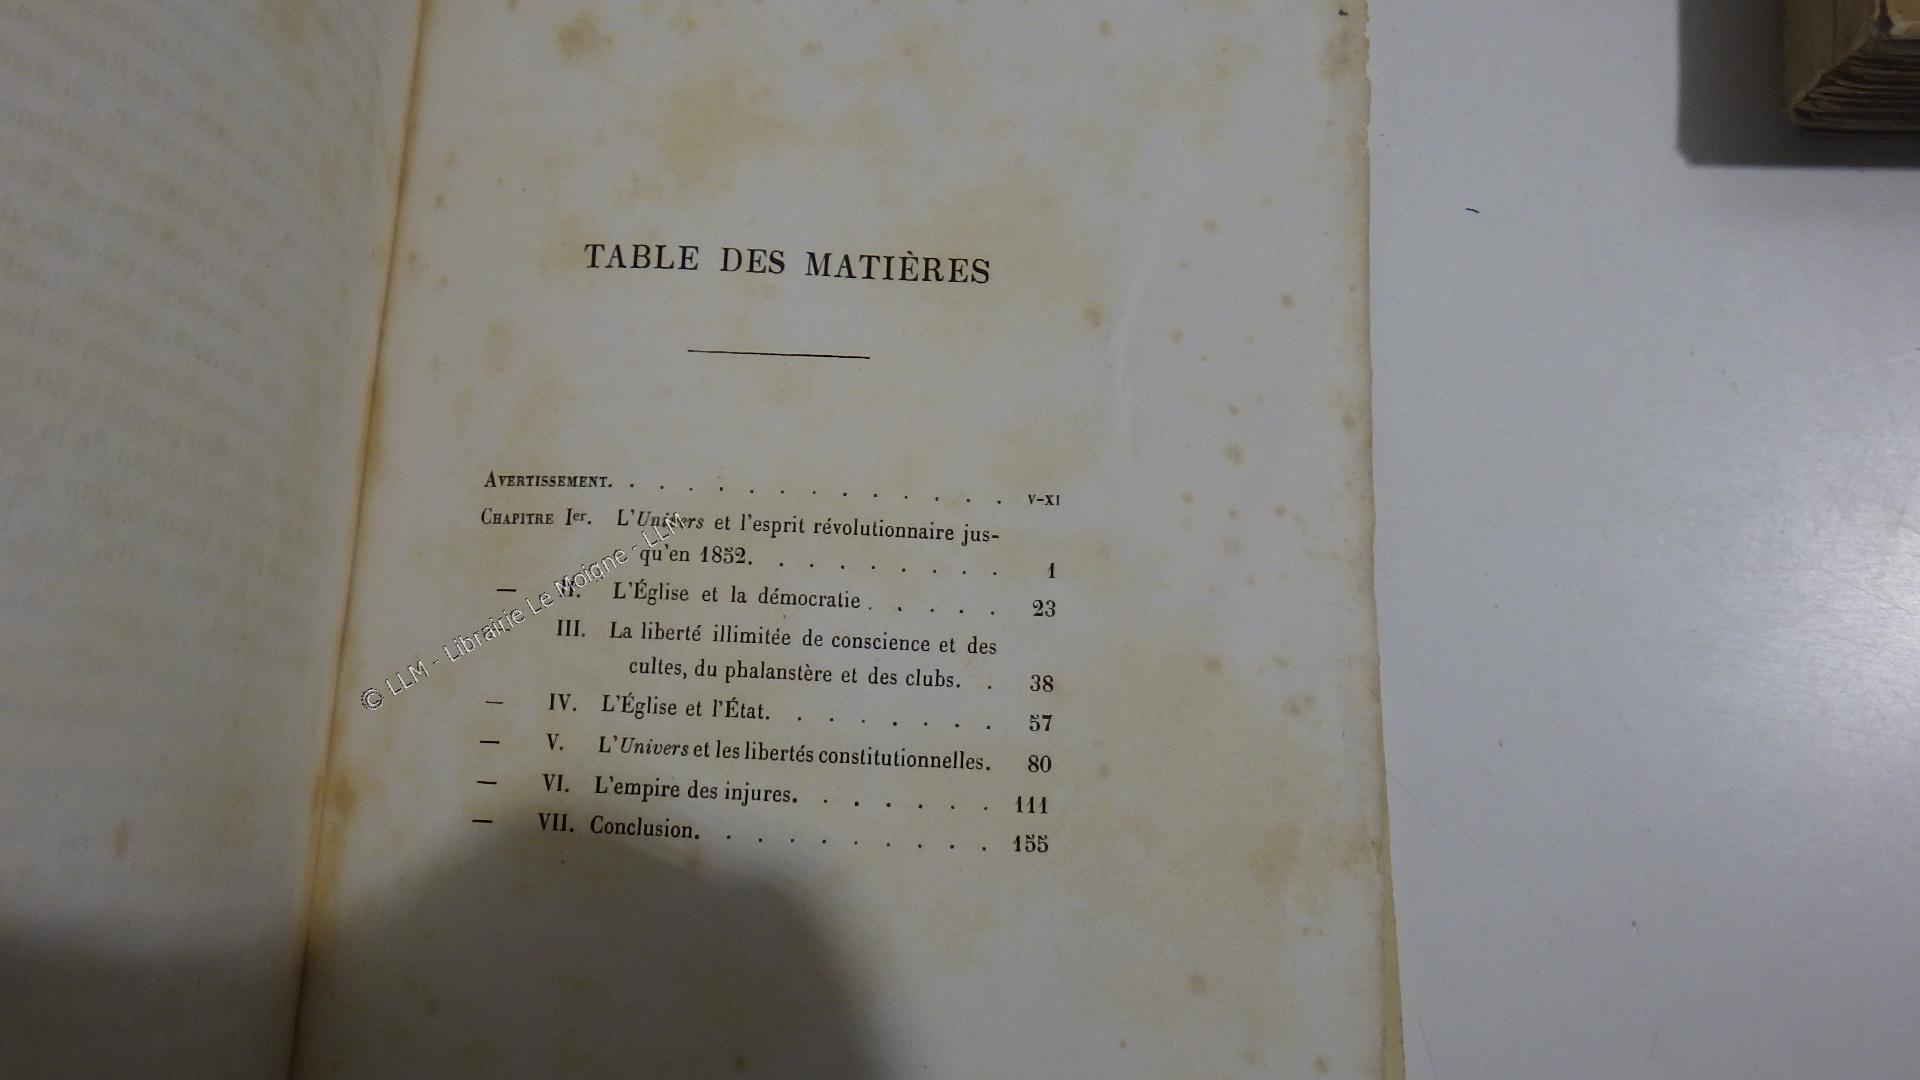 TABLE DES MATIÈRES
AVERTISSEMENT. . . . . . . . . . . . . . V-XI
CHAPITRE Ier. L'Univers et l'esprit révolutionnaire jus-
qu'en 1852. . . . . . . . . 1
— II. L'Église et la démocratie . . . . . 23
III. La liberté illimitée de conscience et des
cultes, du phalanstère et des clubs. . 38
— IV. L'Église et l'État. . . . . . . . 57
— V. L'Univers et les libertés constitutionnelles. 80
— VI. L'empire des injures. . . . . . . 111
— VII. Conclusion. . . . . . . . . . 155
© LLM - Librairie Le Moigne - LLM